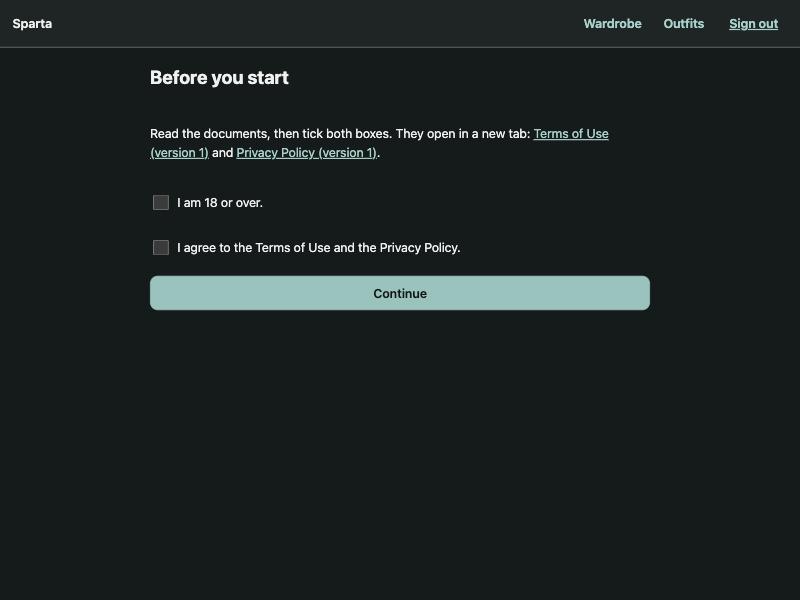 Sparta
Wardrobe
Outfits
Sign out
Before you start
Read the documents, then tick both boxes. They open in a new tab: Terms of Use
(version 1) and Privacy Policy (version 1).
I am 18 or over.
I agree to the Terms of Use and the Privacy Policy.
Continue